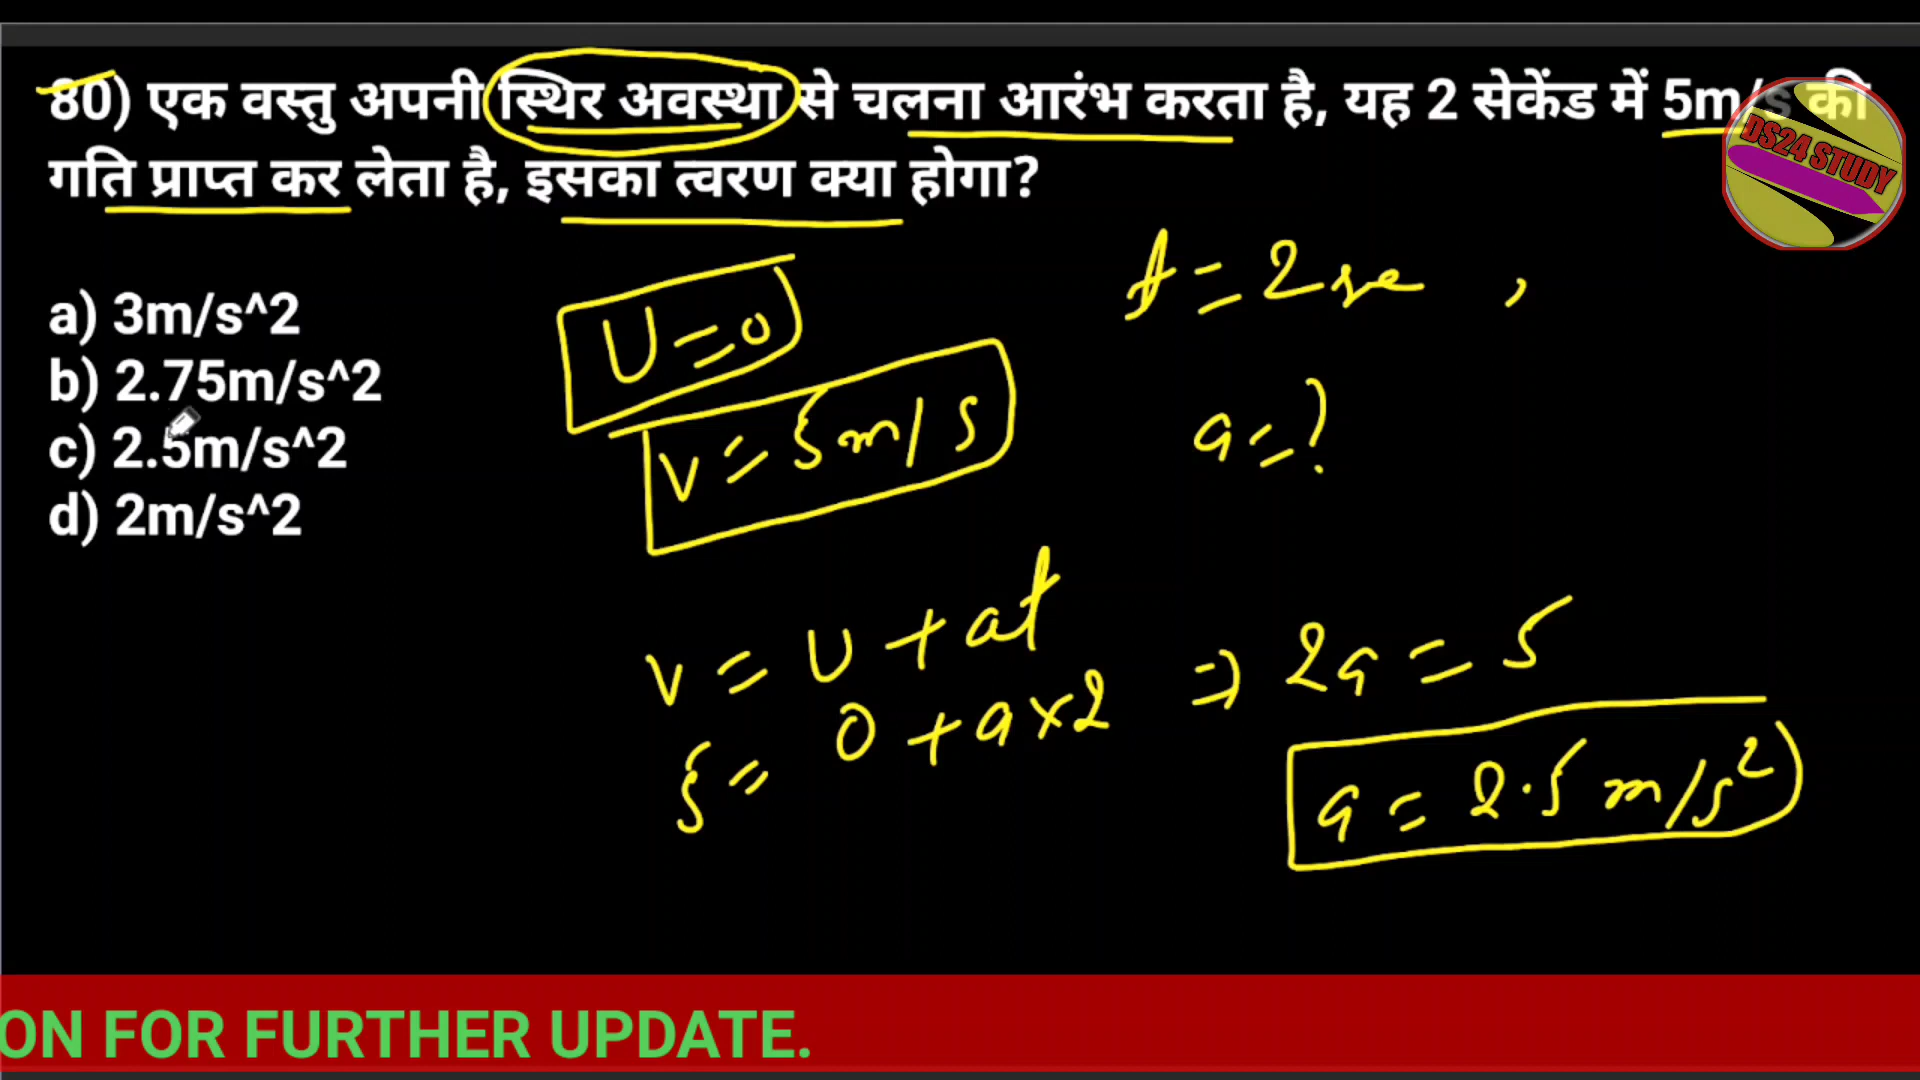 80) एक वस्तु अपनी स्थिर अवस्था से चलना आरंभ करता है, यह 2 सेकेंड में 5m/s की
गति प्राप्त कर लेता है, इसका त्वरण क्या होगा?
DS24 STUDY
a) 3m/s^2
b) 2.75m/s^2
c) 2.5m/s^2
d) 2m/s^2
U=0
t=2se ,
v=5m/s
a=?
v=U+at
5=0+a×2
⇒2a=5
a=2.5m/s²
ON FOR FURTHER UPDATE.